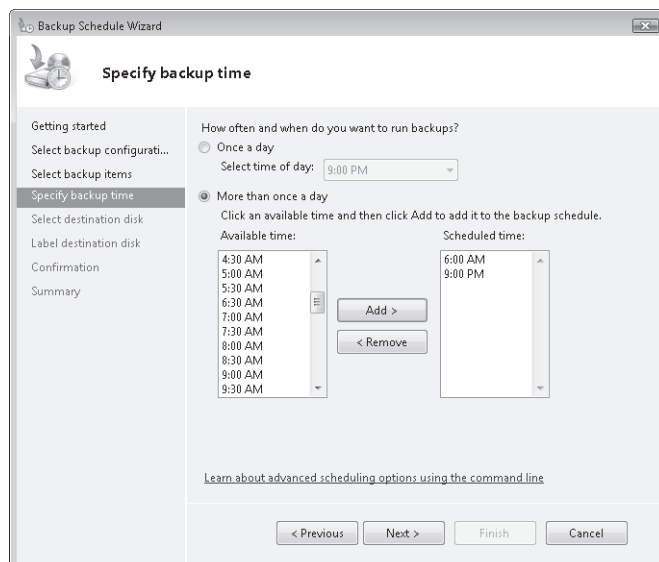 Backup Schedule Wizard
Specify backup time
Getting started
Select backup configurati...
Select backup items
Specify backup time
Select destination disk
Label destination disk
Confirmation
Summary
How often and when do you want to run backups?
Once a day
Select time of day: 9:00 PM
More than once a day
Click an available time and then click Add to add it to the backup schedule.
Available time:
4:30 AM
5:00 AM
5:30 AM
6:30 AM
7:00 AM
7:30 AM
8:00 AM
8:30 AM
9:00 AM
9:30 AM
Add >
< Remove
Scheduled time:
6:00 AM
9:00 PM
Learn about advanced scheduling options using the command line
< Previous
Next >
Finish
Cancel